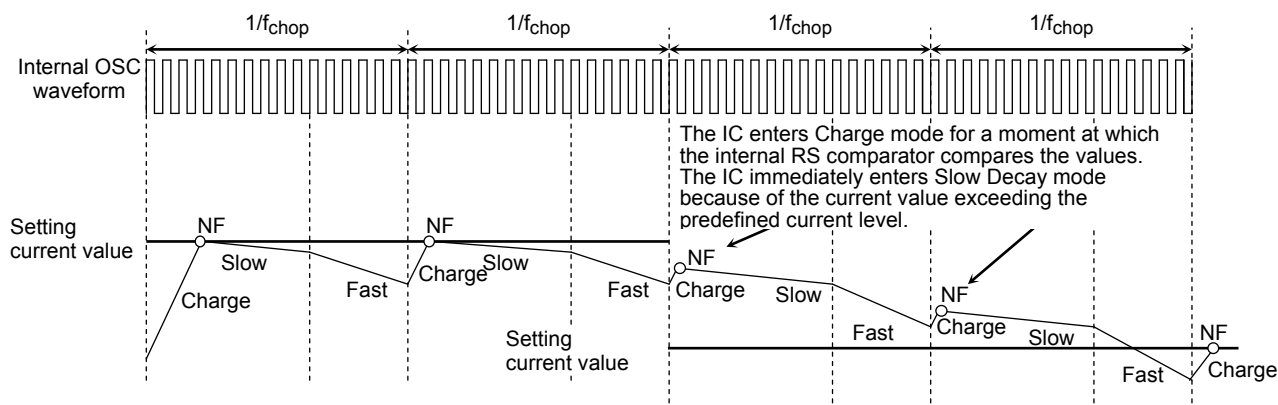 1/fchop 1/fchop 1/fchop 1/fchop
Internal OSC
waveform
The IC enters Charge mode for a moment at which
the internal RS comparator compares the values.
The IC immediately enters Slow Decay mode
because of the current value exceeding the
predefined current level.
Setting
current value
NF
Slow
Charge
Fast
NF
Charge
Slow
Fast
NF
Charge
Slow
Fast
NF
Charge
Slow
Fast
NF
Charge
Setting
current value